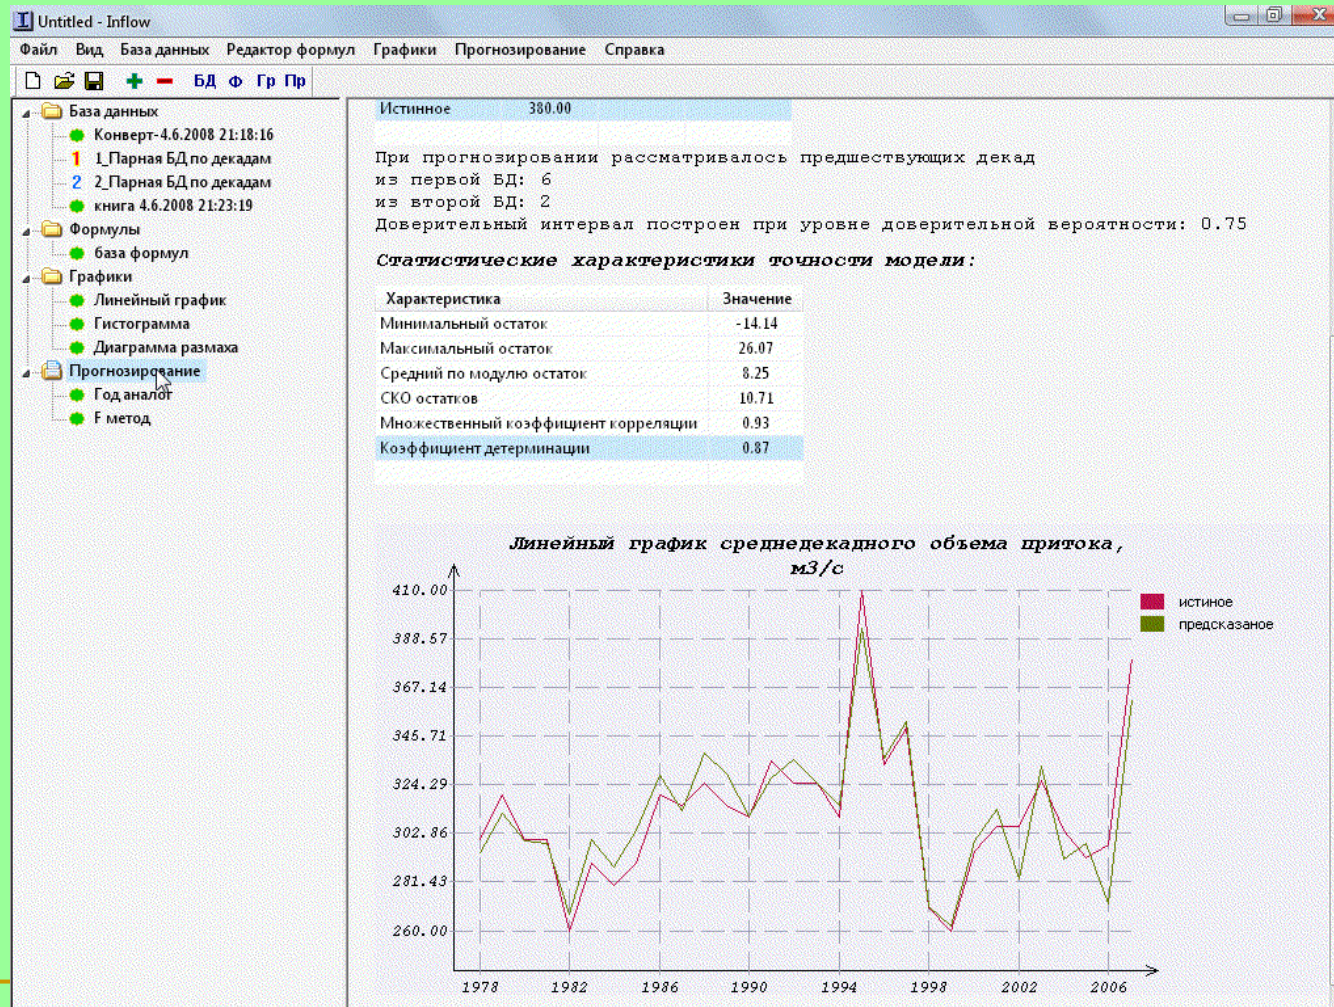 Untitled - Inflow
Файл Вид База данных Редактор формул Графики Прогнозирование Справка
БД Ф Гр Пр
База данных
Конверт-4.6.2008 21:18:16
1 1_Парная БД по декадам
2 2_Парная БД по декадам
книга 4.6.2008 21:23:19
Формулы
база формул
Графики
Линейный график
Гистограмма
Диаграмма размаха
Прогнозирование
Год аналог
F метод
Истинное 380.00
При прогнозировании рассматривалось предшествующих декад
из первой БД: 6
из второй БД: 2
Доверительный интервал построен при уровне доверительной вероятности: 0.75
Статистические характеристики точности модели:
Характеристика Значение
Минимальный остаток -14.14
Максимальный остаток 26.07
Средний по модулю остаток 8.25
СКО остатков 10.71
Множественный коэффициент корреляции 0.93
Коэффициент детерминации 0.87
Линейный график среднедекадного объема притока,
м3/с
410.00
388.57
367.14
345.71
324.29
302.86
281.43
260.00
1978 1982 1986 1990 1994 1998 2002 2006
истиное
предсказаное